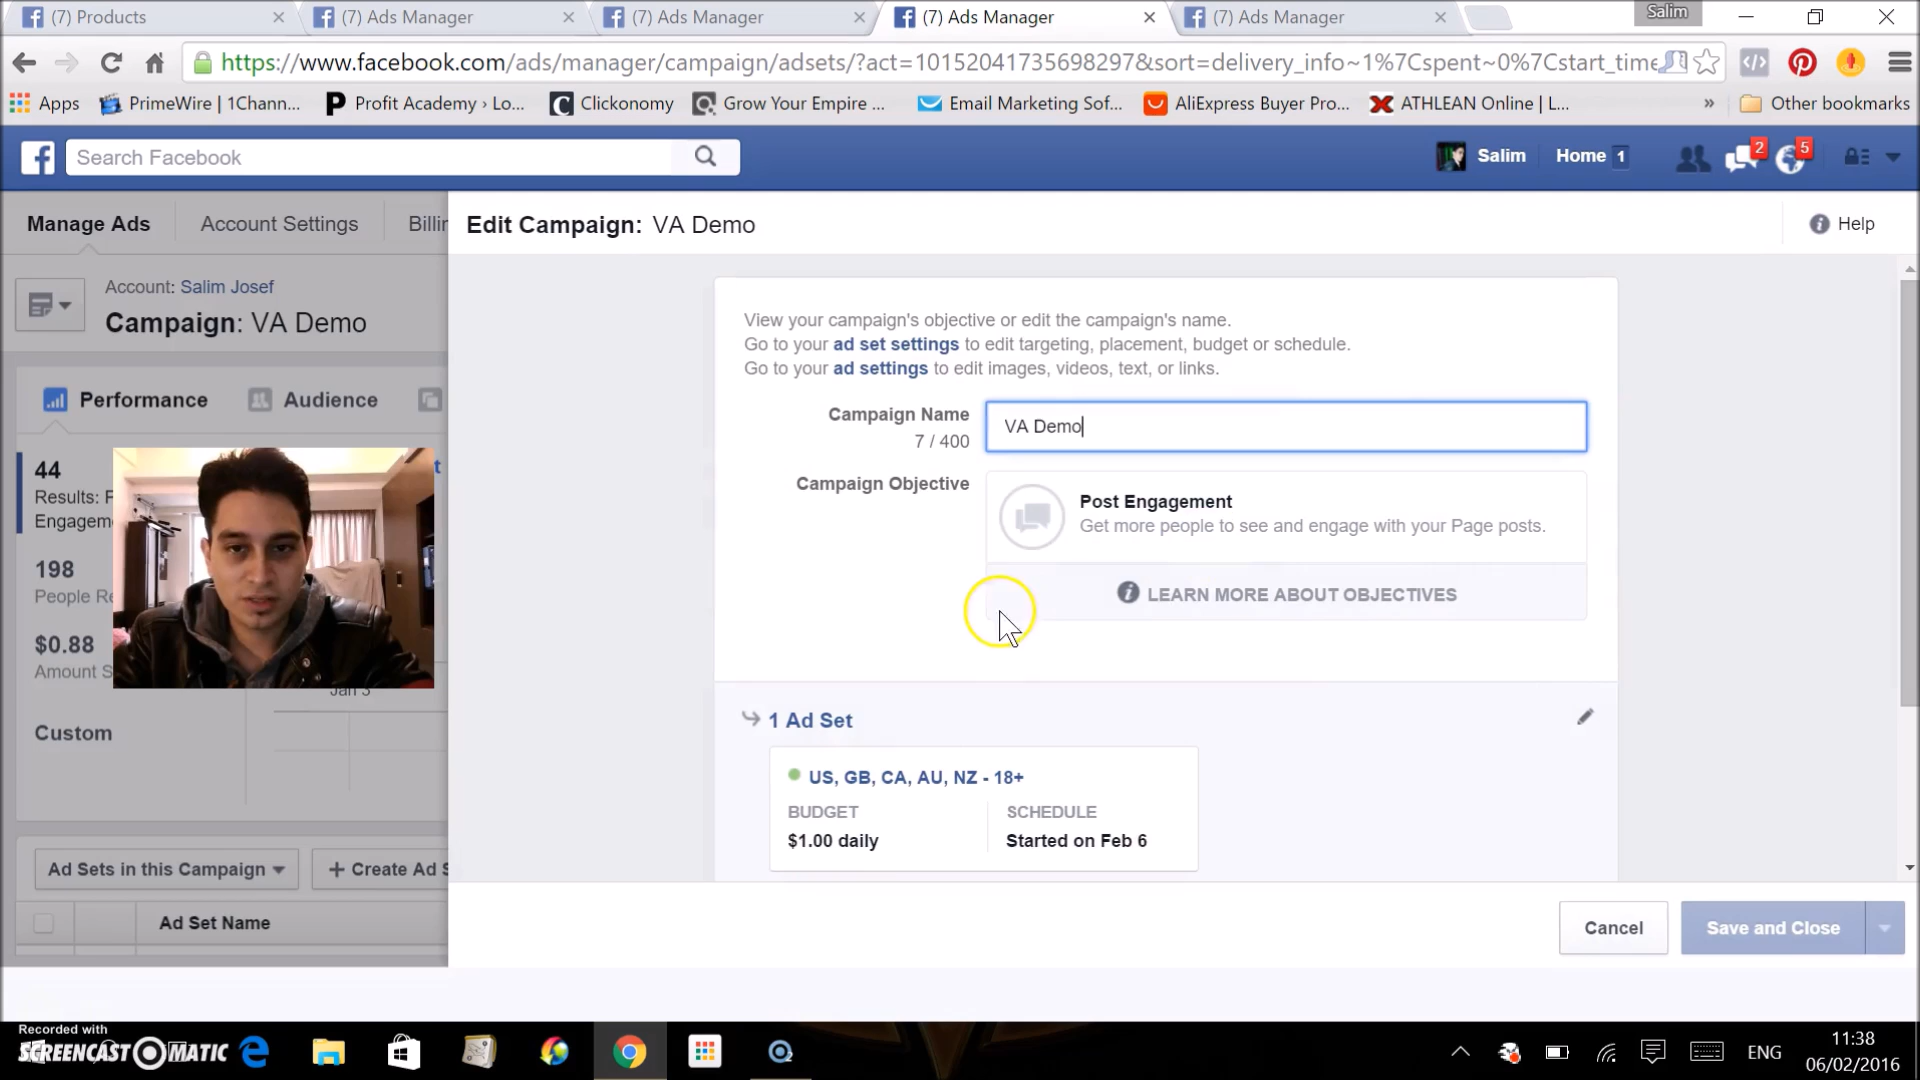 (7) Products
(7) Ads Manager
(7) Ads Manager
(7) Ads Manager
(7) Ads Manager
Salim
https://www.facebook.com/ads/manager/campaign/adsets/?act=10152041735698297&sort=delivery_info~1%7Cspent~0%7Cstart_time
Apps
PrimeWire | 1Chann...
Profit Academy › Lo...
Clickonomy
Grow Your Empire ...
Email Marketing Sof...
AliExpress Buyer Pro...
ATHLEAN Online | L...
»
Other bookmarks
Search Facebook
Salim
Home 1
2
5
Manage Ads
Account Settings
Billin
Edit Campaign: VA Demo
Help
Account: Salim Josef
Campaign: VA Demo
View your campaign's objective or edit the campaign's name.
Go to your ad set settings to edit targeting, placement, budget or schedule.
Go to your ad settings to edit images, videos, text, or links.
Performance
Audience
Campaign Name
7 / 400
VA Demo
44
Results: P
Engagem
Campaign Objective
Post Engagement
Get more people to see and engage with your Page posts.
LEARN MORE ABOUT OBJECTIVES
198
People Re
$0.88
Amount S
Jan 3
Custom
1 Ad Set
US, GB, CA, AU, NZ - 18+
BUDGET
$1.00 daily
SCHEDULE
Started on Feb 6
Ad Sets in this Campaign
+ Create Ad S
Ad Set Name
Cancel
Save and Close
Recorded with
SCREENCAST O MATIC
ENG
11:38
06/02/2016